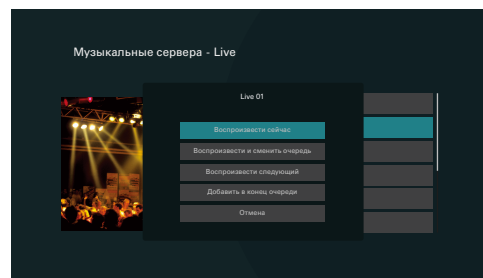 Музыкальные сервера - Live
Live 01
Воспроизвести сейчас
Воспроизвести и сменить очередь
Воспроизвести следующий
Добавить в конец очереди
Отмена